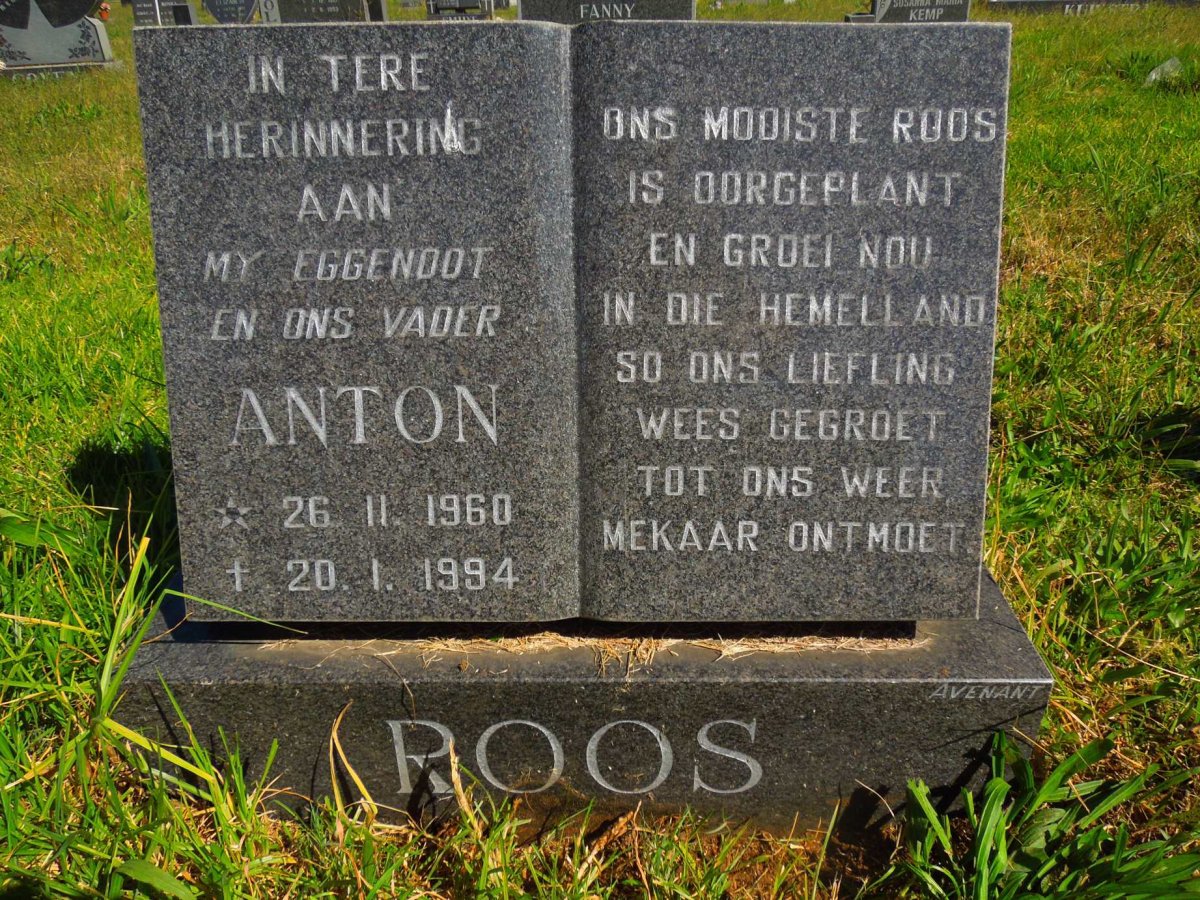 FANNY
SUSANNA MARIA
KEMP
IN TERE
HERINNERING
AAN
MY EGGENOOT
EN ONS VADER
ANTON
26 11. 1960
20. 1. 1994
ONS MOOISTE ROOS
IS OORGEPLANT
EN GROEI NOU
IN DIE HEMELLAND
SO ONS LIEFLING
WEES GEGROET
TOT ONS WEER
MEKAAR ONTMOET
AVENANT
ROOS